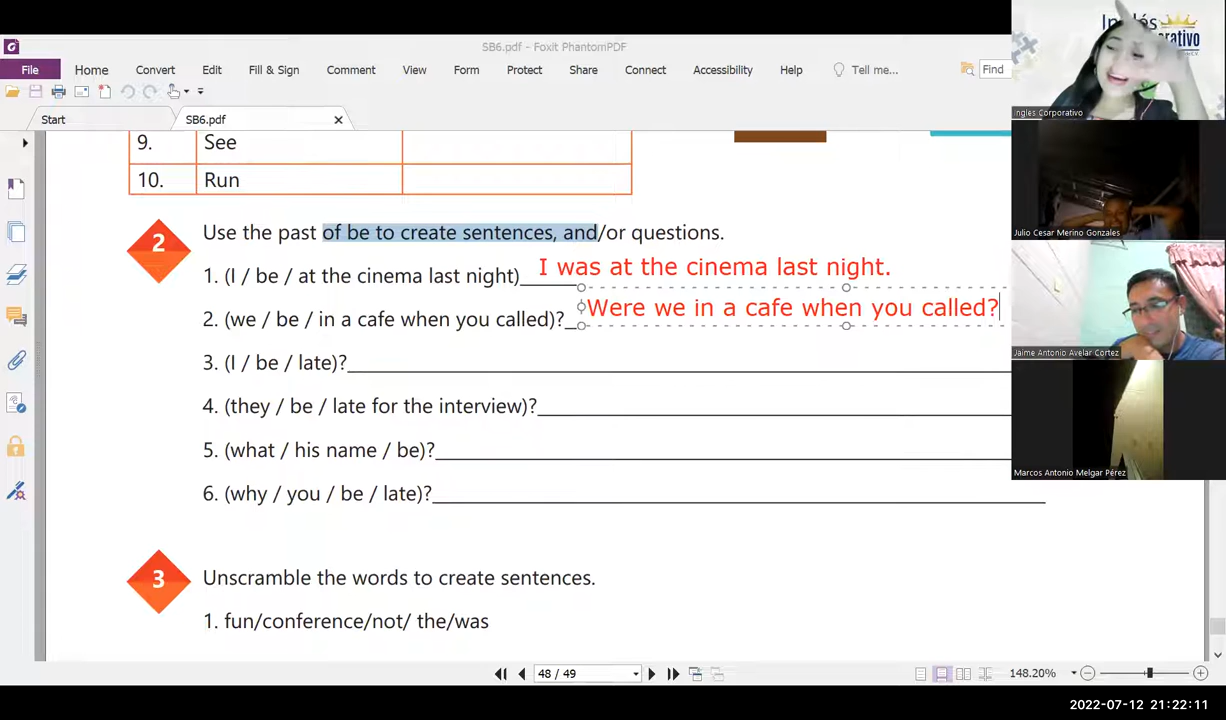 SB6.pdf - Foxit PhantomPDF
File Home Convert Edit Fill & Sign Comment View Form Protect Share Connect Accessibility Help Tell me... Find
Start SB6.pdf
9. See
10. Run
2 Use the past of be to create sentences, and/or questions.
1. (I / be / at the cinema last night)_____ I was at the cinema last night.
2. (we / be / in a cafe when you called)?_ Were we in a cafe when you called?
3. (I / be / late)?
4. (they / be / late for the interview)?
5. (what / his name / be)?
6. (why / you / be / late)?
3 Unscramble the words to create sentences.
1. fun/conference/not/ the/was
48 / 49
148.20%
Ingles Corporativo
Julio Cesar Merino Gonzales
Jaime Antonio Avelar Cortez
Marcos Antonio Melgar Pérez
2022-07-12 21:22:11